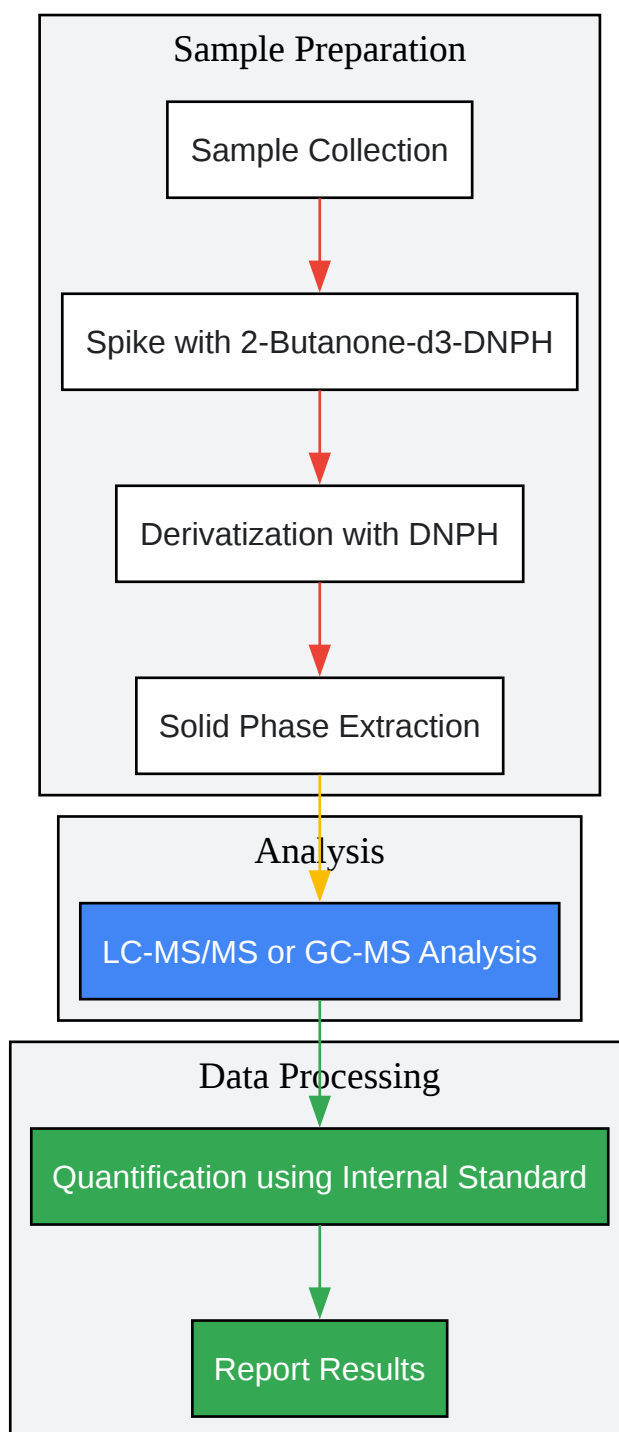 Sample Preparation
Sample Collection
Spike with 2-Butanone-d3-DNPH
Derivatization with DNPH
Solid Phase Extraction
Analysis
LC-MS/MS or GC-MS Analysis
Data Processing
Quantification using Internal Standard
Report Results